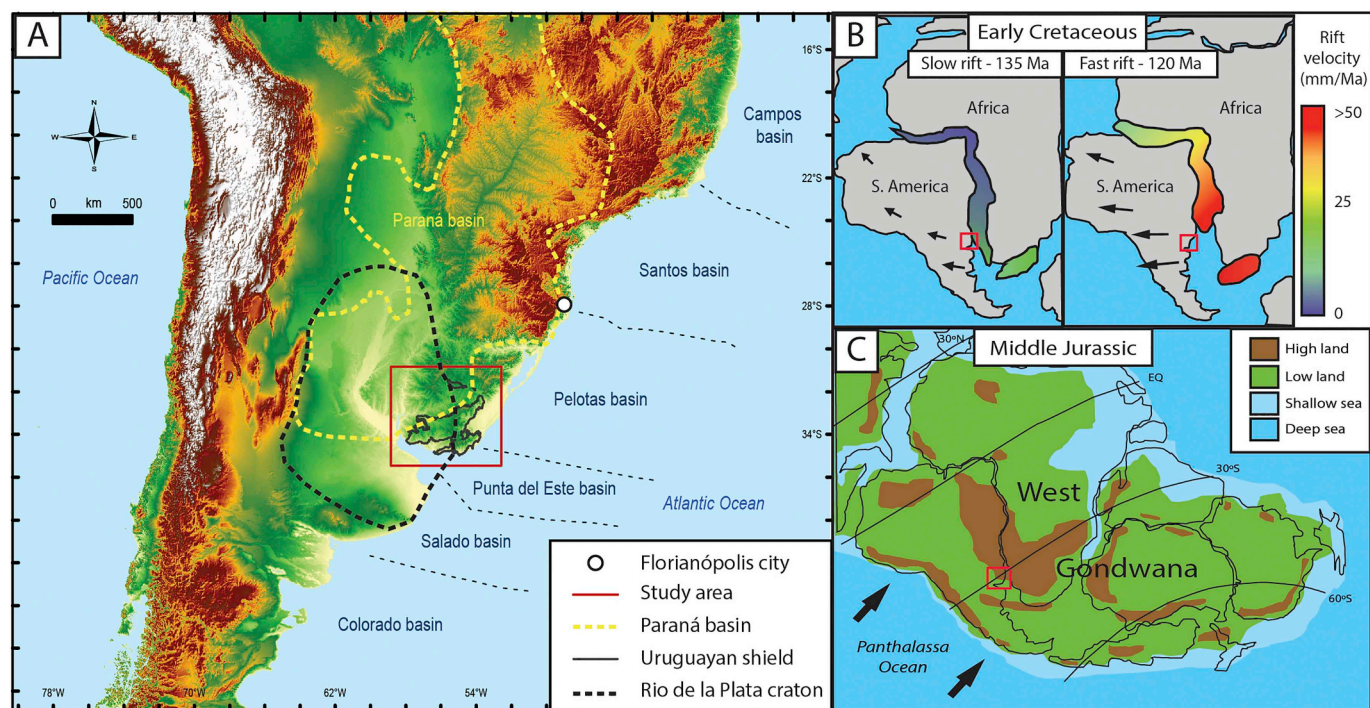 A
N
W
E
S
0 km 500
Pacific Ocean
Paraná basin
Campos
basin
Santos basin
Pelotas basin
Punta del Este basin
Atlantic Ocean
Salado basin
Colorado basin
16°S
22°S
28°S
34°S
78°W
70°W
62°W
54°W
Florianópolis city
Study area
Paraná basin
Uruguayan shield
Rio de la Plata craton
B
Early Cretaceous
Slow rift - 135 Ma
Fast rift - 120 Ma
Africa
S. America
Africa
S. America
Rift
velocity
(mm/Ma)
>50
25
0
C
Middle Jurassic
High land
Low land
Shallow sea
Deep sea
30ºN
EQ
30ºS
60ºS
West
Gondwana
Panthalassa
Ocean